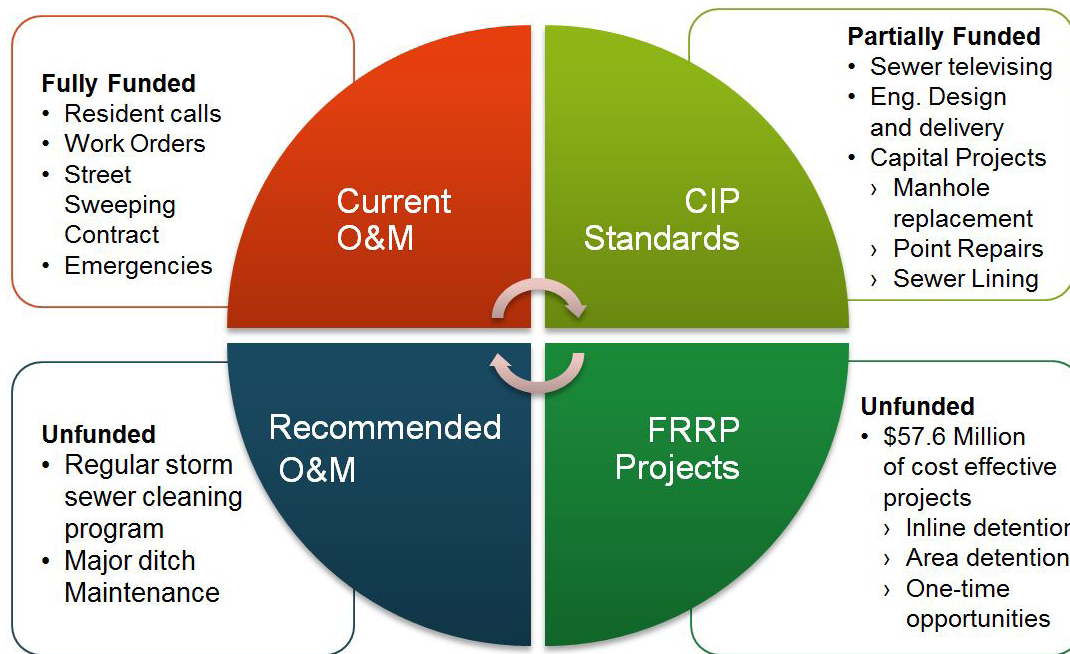 Fully Funded
• Resident calls
• Work Orders
• Street
Sweeping
Contract
• Emergencies
Current
O&M
CIP
Standards
Partially Funded
• Sewer televising
• Eng. Design
and delivery
• Capital Projects
› Manhole
replacement
› Point Repairs
› Sewer Lining
Unfunded
• Regular storm
sewer cleaning
program
• Major ditch
Maintenance
Recommended
O&M
FRRP
Projects
Unfunded
• $57.6 Million
of cost effective
projects
› Inline detention
› Area detention
› One-time
opportunities